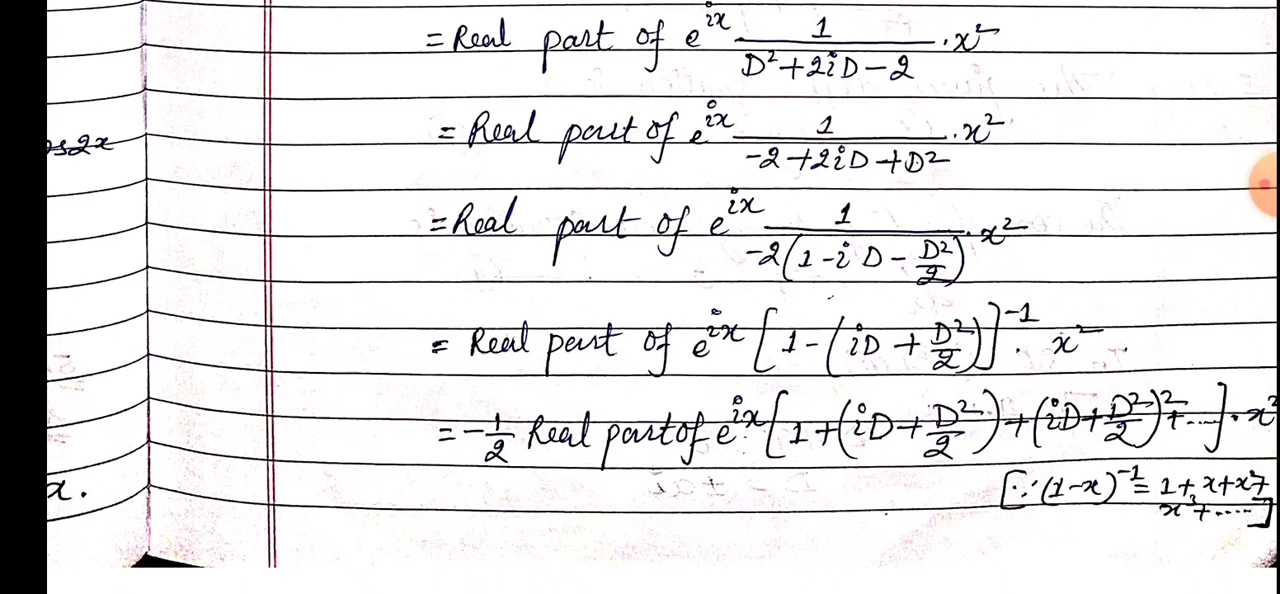 = Real part of e^{ix} 1/(D²+2iD-2) . x²
= Real part of e^{ix} 1/(-2+2iD+D²) . x²
s2x
= Real part of e^{ix} 1/(-2(1-iD-D²/2)) . x²
= Real part of e^{ix} [1-(iD+D²/2)]^{-1} . x².
= -1/2 Real part of e^{ix} [1+(iD+D²/2)+(iD+D²/2)²+....] . x²
x.
[∵ (1-x)^{-1} = 1+x+x²+
x³+.....]